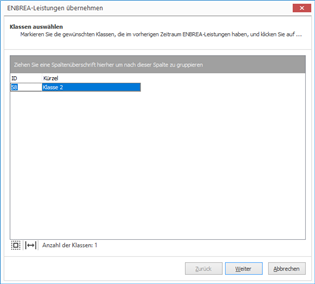 ENBREA-Leistungen übernehmen
Klassen auswählen
Markieren Sie die gewünschten Klassen, die im vorherigen Zeitraum ENBREA-Leistungen haben, und klicken Sie auf ...
Ziehen Sie eine Spaltenüberschrift hierher um nach dieser Spalte zu gruppieren
ID Kürzel
Klasse 2
Anzahl der Klassen: 1
Zurück Weiter Abbrechen